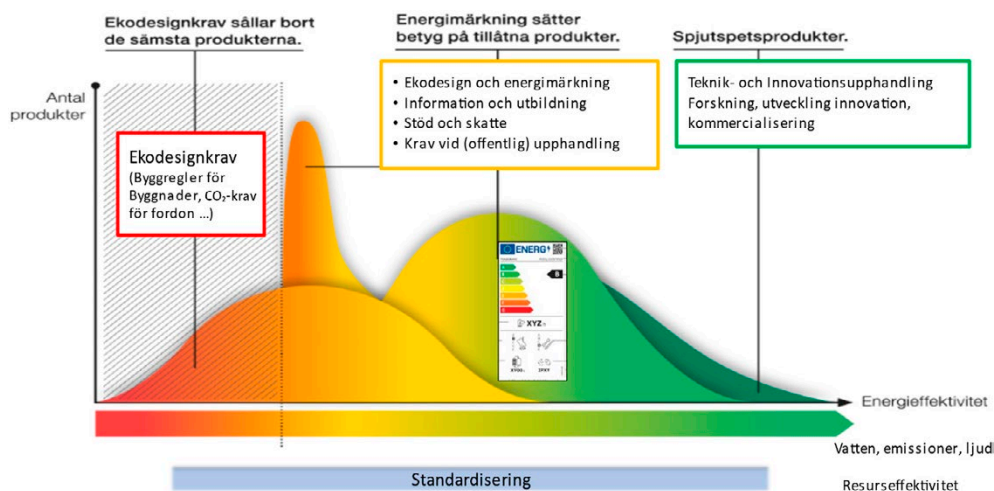 Ekodesignkrav sållar bort
de sämsta produkterna.
Energimärkning sätter
betyg på tillåtna produkter.
Spjutspetsprodukter.
• Ekodesign och energimärkning
• Information och utbildning
• Stöd och skatte
• Krav vid (offentlig) upphandling
Teknik- och Innovationsupphandling
Forskning, utveckling innovation,
kommercialisering
Antal
produkter
Ekodesignkrav
(Byggregler för
Byggnader, CO₂-krav
för fordon ...)
ENERG
B
XYZ
Energieffektivitet
Vatten, emissioner, ljud
Standardisering
Resurseffektivitet